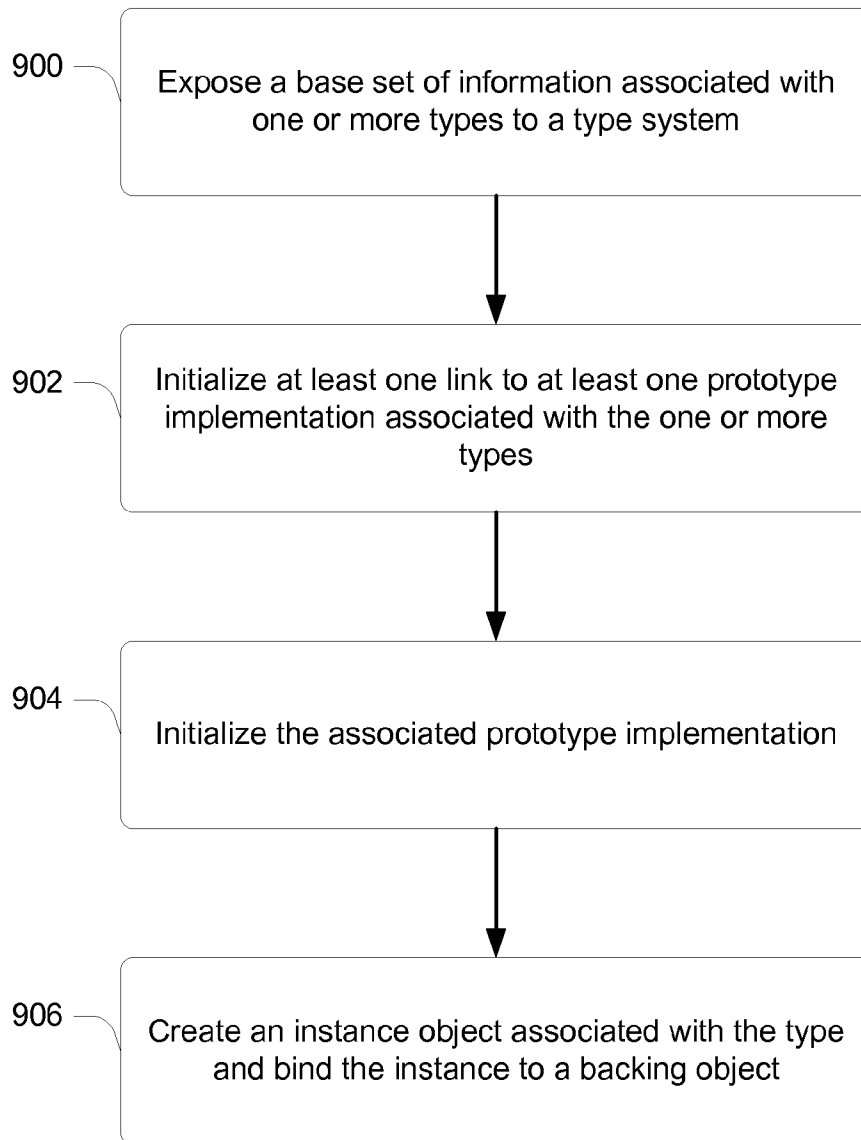 900
Expose a base set of information associated with
one or more types to a type system
902
Initialize at least one link to at least one prototype
implementation associated with the one or more
types
904
Initialize the associated prototype implementation
906
Create an instance object associated with the type
and bind the instance to a backing object